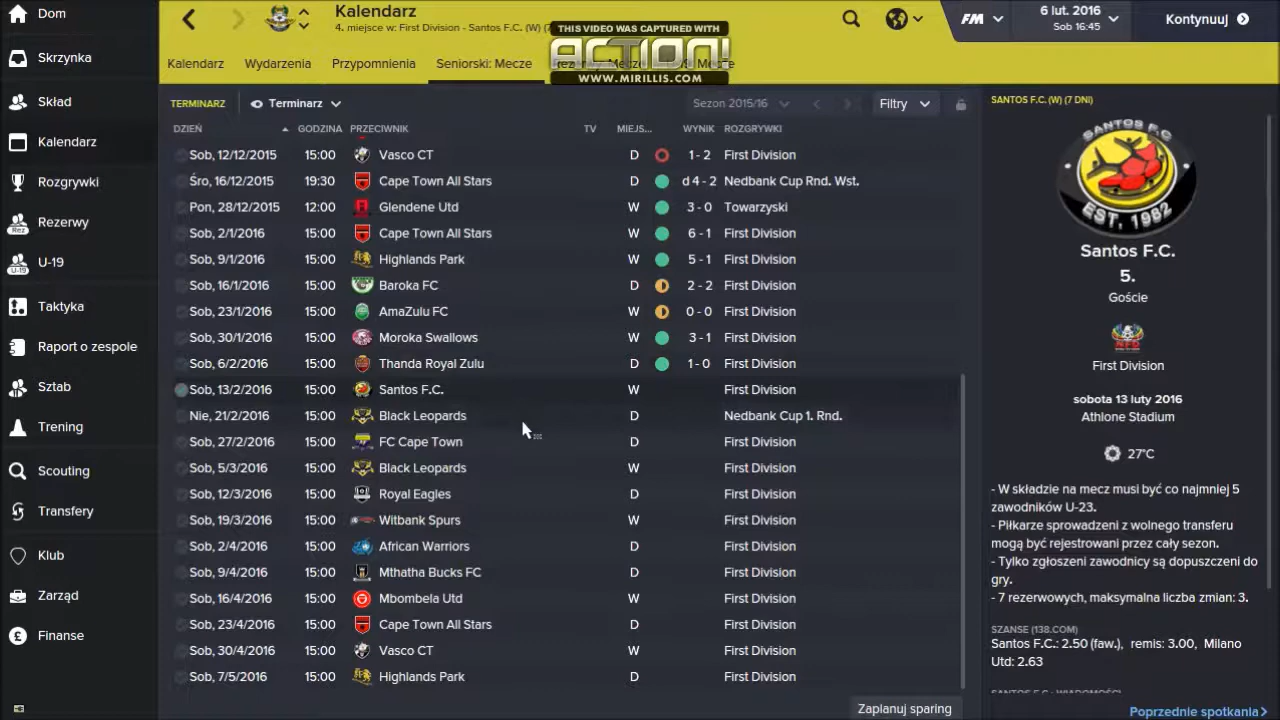 Dom
Skrzynka
Skład
Kalendarz
Rozgrywki
Rezerwy
Rez
U-19
U-19
Taktyka
Raport o zespole
Sztab
Trening
Scouting
Transfery
Klub
Zarząd
Finanse
Kalendarz
4. miejsce w: First Division - Santos F.C. (W) (7
THIS VIDEO WAS CAPTURED WITH
ACTION!
WWW.MIRILLIS.COM
FM
6 lut. 2016
Sob 16:45
Kontynuuj
Kalendarz Wydarzenia Przypomnienia Seniorski: Mecze Mecze
TERMINARZ Terminarz Sezon 2015/16 Filtry
DZIEŃ GODZINA PRZECIWNIK TV MIEJS... WYNIK ROZGRYWKI
Sob, 12/12/2015 15:00 Vasco CT D 1 - 2 First Division
Śro, 16/12/2015 19:30 Cape Town All Stars D d 4 - 2 Nedbank Cup Rnd. Wst.
Pon, 28/12/2015 12:00 Glendene Utd W 3 - 0 Towarzyski
Sob, 2/1/2016 15:00 Cape Town All Stars W 6 - 1 First Division
Sob, 9/1/2016 15:00 Highlands Park W 5 - 1 First Division
Sob, 16/1/2016 15:00 Baroka FC D 2 - 2 First Division
Sob, 23/1/2016 15:00 AmaZulu FC W 0 - 0 First Division
Sob, 30/1/2016 15:00 Moroka Swallows W 3 - 1 First Division
Sob, 6/2/2016 15:00 Thanda Royal Zulu D 1 - 0 First Division
Sob, 13/2/2016 15:00 Santos F.C. W First Division
Nie, 21/2/2016 15:00 Black Leopards D Nedbank Cup 1. Rnd.
Sob, 27/2/2016 15:00 FC Cape Town D First Division
Sob, 5/3/2016 15:00 Black Leopards W First Division
Sob, 12/3/2016 15:00 Royal Eagles D First Division
Sob, 19/3/2016 15:00 Witbank Spurs W First Division
Sob, 2/4/2016 15:00 African Warriors D First Division
Sob, 9/4/2016 15:00 Mthatha Bucks FC D First Division
Sob, 16/4/2016 15:00 Mbombela Utd W First Division
Sob, 23/4/2016 15:00 Cape Town All Stars D First Division
Sob, 30/4/2016 15:00 Vasco CT W First Division
Sob, 7/5/2016 15:00 Highlands Park D First Division
Zaplanuj sparing
SANTOS F.C. (W) (7 DNI)
SANTOS F.C
EST. 1982
Santos F.C.
5.
Goście
First Division
sobota 13 luty 2016
Athlone Stadium
27°C
- W składzie na mecz musi być co najmniej 5
zawodników U-23.
- Piłkarze sprowadzeni z wolnego transferu
mogą być rejestrowani przez cały sezon.
- Tylko zgłoszeni zawodnicy są dopuszczeni do
gry.
- 7 rezerwowych, maksymalna liczba zmian: 3.
SZANSE (138.COM)
Santos F.C.: 2.50 (faw.), remis: 3.00, Milano
Utd: 2.63
SANTOS F.C.: WIADOMOŚCI
Poprzednie spotkania